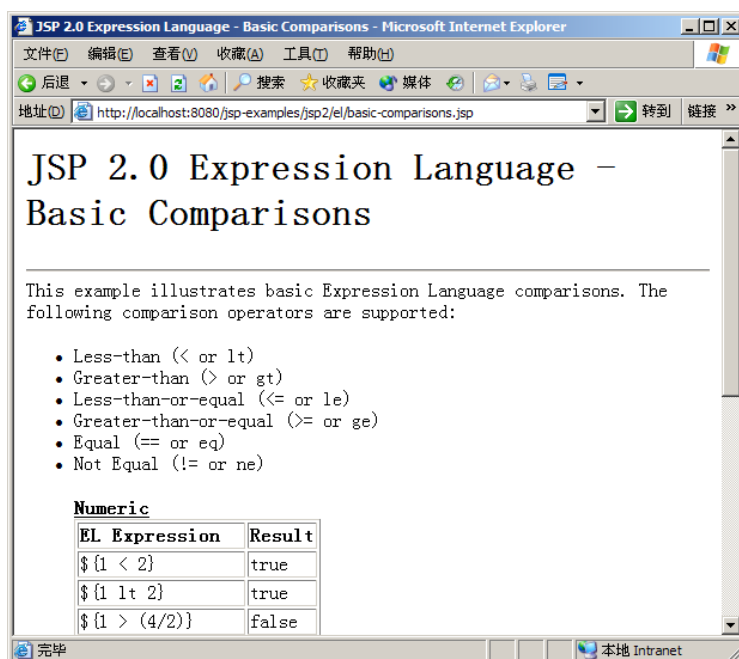 JSP 2.0 Expression Language - Basic Comparisons - Microsoft Internet Explorer
文件(F) 编辑(E) 查看(V) 收藏(A) 工具(T) 帮助(H)
后退 搜索 收藏夹 媒体
地址(D) http://localhost:8080/jsp-examples/jsp2/el/basic-comparisons.jsp 转到 链接 »
JSP 2.0 Expression Language -
Basic Comparisons
This example illustrates basic Expression Language comparisons. The
following comparison operators are supported:
• Less-than (< or lt)
• Greater-than (> or gt)
• Less-than-or-equal (<= or le)
• Greater-than-or-equal (>= or ge)
• Equal (== or eq)
• Not Equal (!= or ne)
Numeric
EL Expression Result
${1 < 2} true
${1 lt 2} true
${1 > (4/2)} false
完毕 本地 Intranet